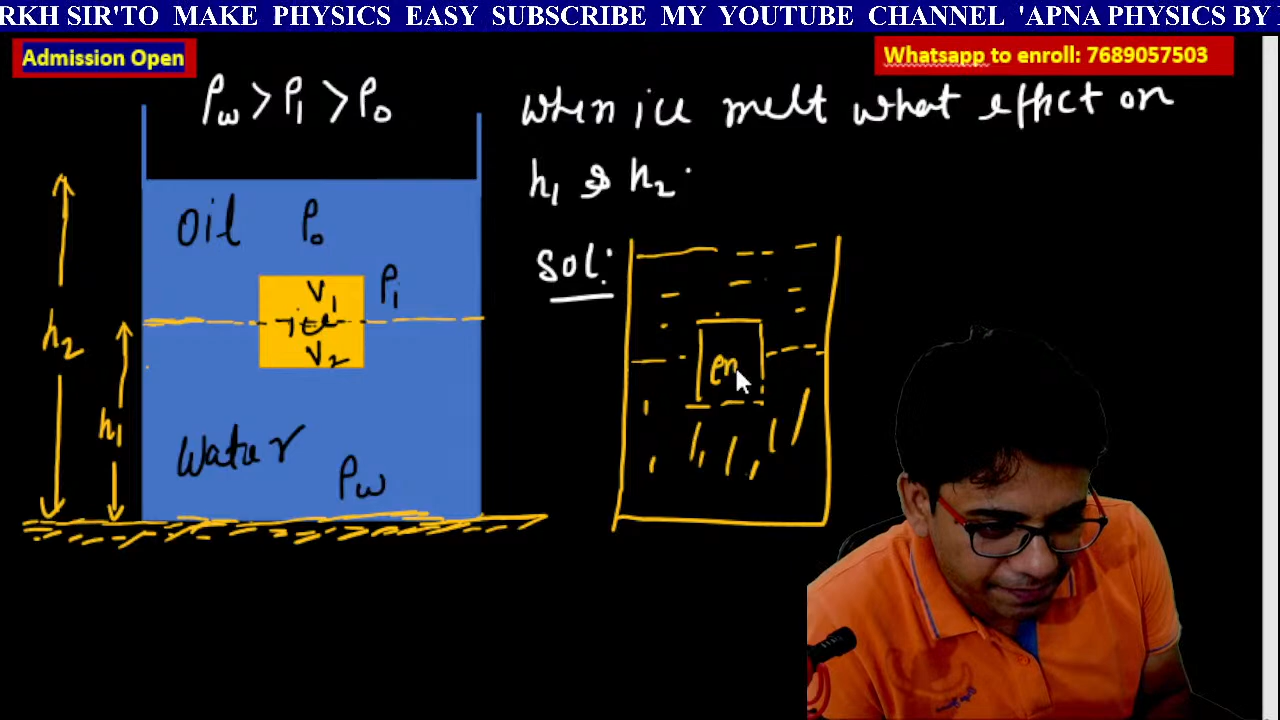 RKH SIR'TO MAKE PHYSICS EASY SUBSCRIBE MY YOUTUBE CHANNEL 'APNA PHYSICS BY
Admission Open
Whatsapp to enroll: 7689057503
ρw > ρ1 > ρo
When ice melt what effect on
h1 & h2.
Sol:
Oil ρo
V1
ρ1
ice
V2
h2
h1
Water
ρw